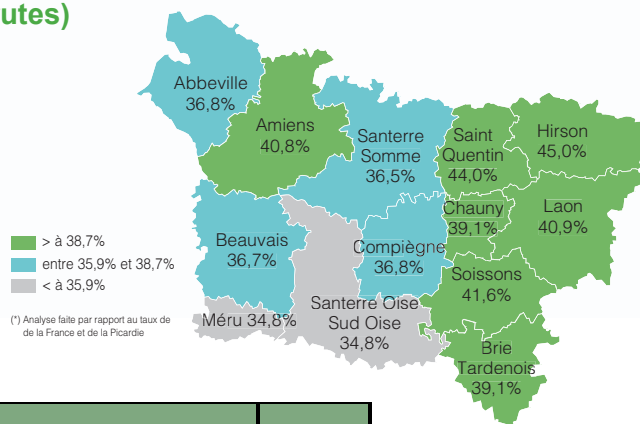 utes)
Abbeville
36,8%
Amiens
40,8%
Santerre
Somme
36,5%
Saint
Quentin
44,0%
Hirson
45,0%
Chauny
39,1%
Laon
40,9%
Beauvais
36,7%
Compiègne
36,8%
Soissons
41,6%
Méru 34,8%
Santerre Oise
Sud Oise
34,8%
Brie
Tardenois
39,1%
> à 38,7%
entre 35,9% et 38,7%
< à 35,9%
(*) Analyse faite par rapport au taux de
de la France et de la Picardie